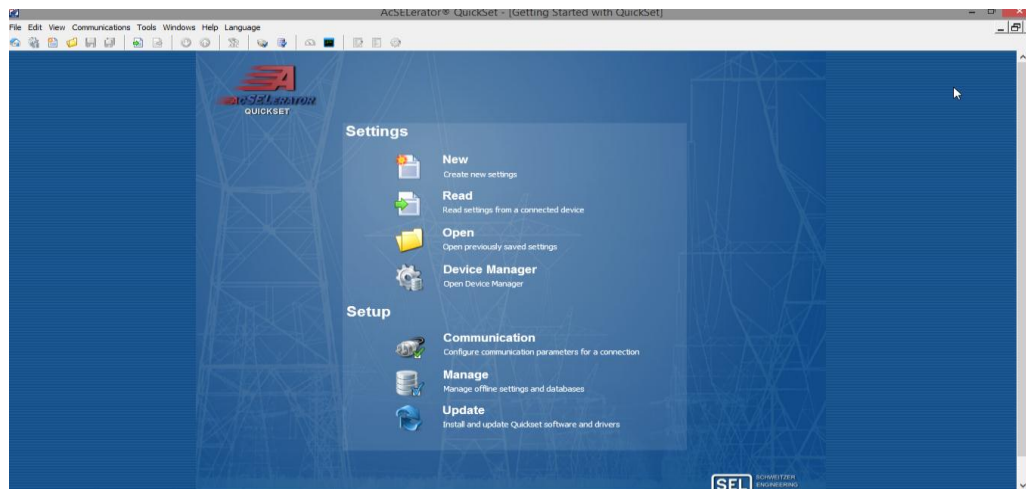 AcSELerator® QuickSet - [Getting Started with QuickSet]
File Edit View Communications Tools Windows Help Language
ACSELERATOR
QUICKSET
Settings
New
Create new settings
Read
Read settings from a connected device
Open
Open previously saved settings
Device Manager
Open Device Manager
Setup
Communication
Configure communication parameters for a connection
Manage
Manage offline settings and databases
Update
Install and update Quickset software and drivers
SEL SCHWEITZER
ENGINEERING